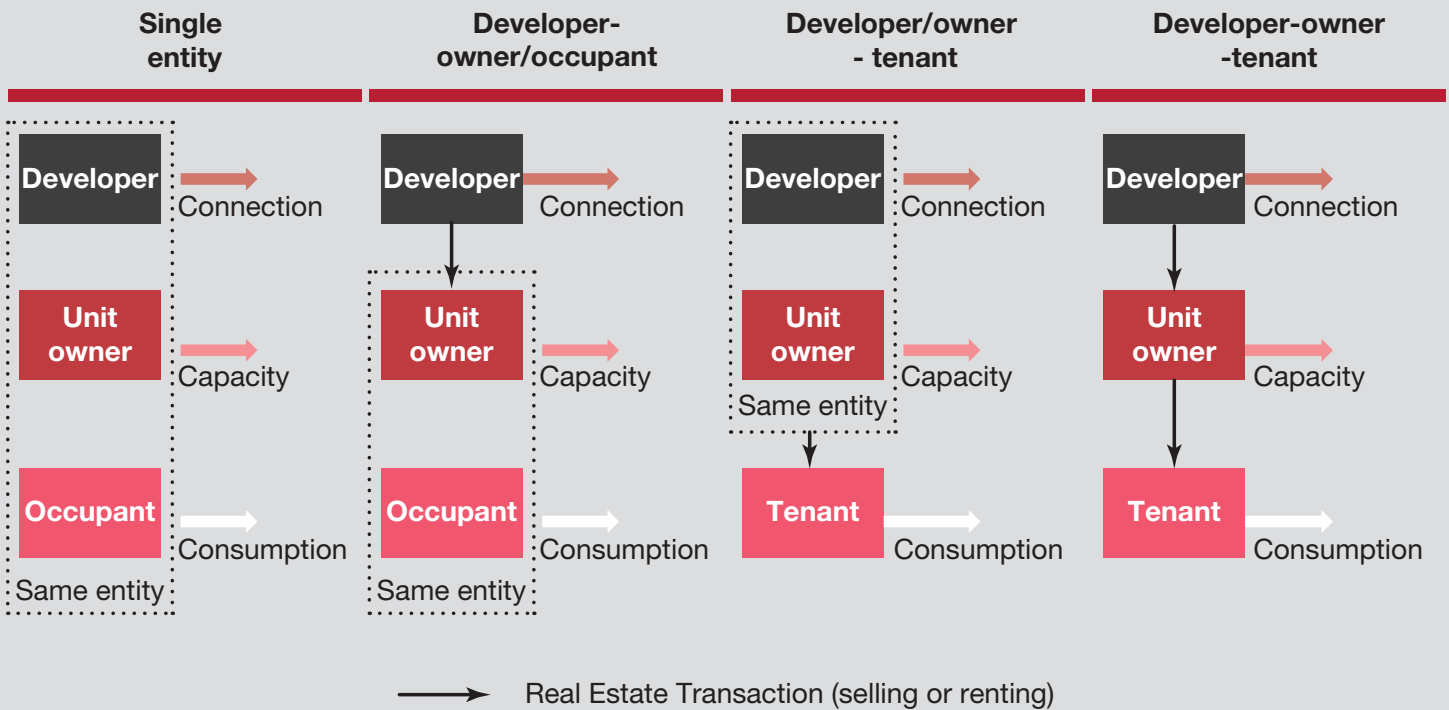 Single
entity
Developer-
owner/occupant
Developer/owner
- tenant
Developer-owner
-tenant
Developer
Connection
Unit
owner
Capacity
Occupant
Consumption
Same entity
Developer
Connection
Unit
owner
Capacity
Occupant
Consumption
Same entity
Developer
Connection
Unit
owner
Capacity
Same entity
Tenant
Consumption
Developer
Connection
Unit
owner
Capacity
Tenant
Consumption
Real Estate Transaction (selling or renting)